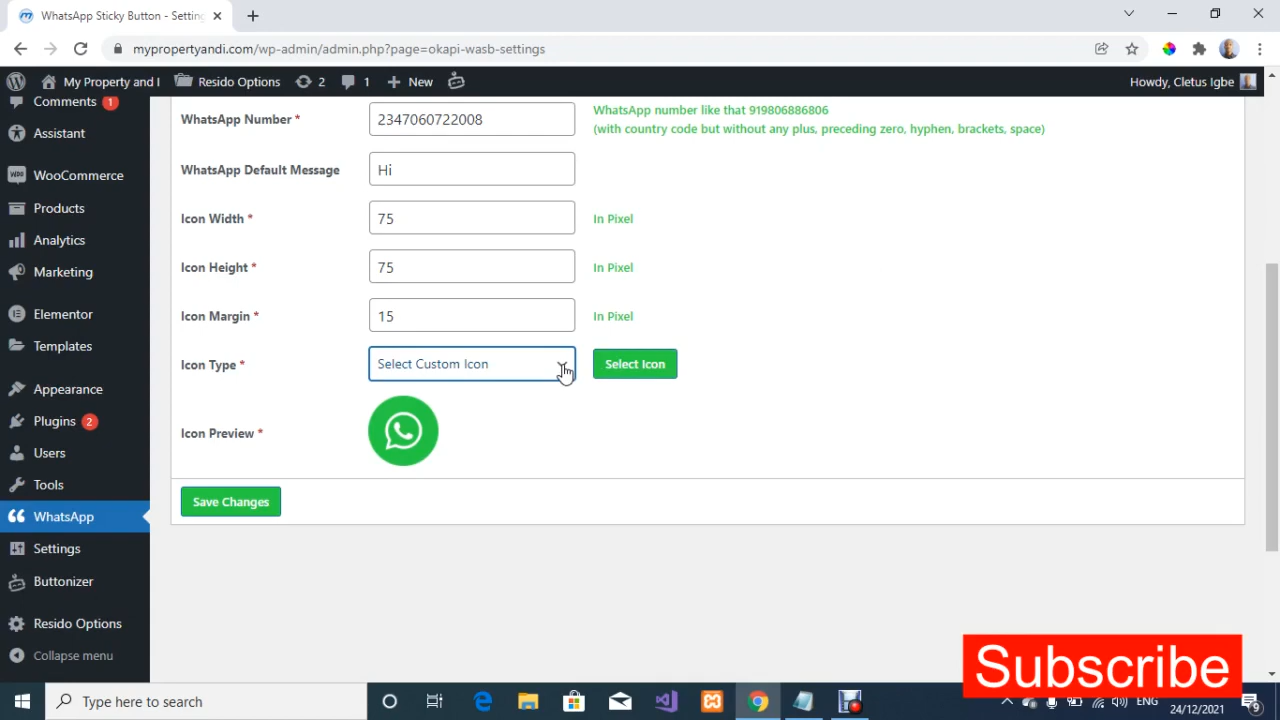 WhatsApp Sticky Button - Settin
mypropertyandi.com/wp-admin/admin.php?page=okapi-wasb-settings
My Property and I
Resido Options
2
1
New
Howdy, Cletus Igbe
Comments 1
Assistant
WooCommerce
Products
Analytics
Marketing
Elementor
Templates
Appearance
Plugins 2
Users
Tools
WhatsApp
Settings
Buttonizer
Resido Options
Collapse menu
WhatsApp Number * 2347060722008 WhatsApp number like that 919806886806
(with country code but without any plus, preceding zero, hyphen, brackets, space)
WhatsApp Default Message Hi
Icon Width * 75 In Pixel
Icon Height * 75 In Pixel
Icon Margin * 15 In Pixel
Icon Type * Select Custom Icon Select Icon
Icon Preview *
Save Changes
Subscribe
Type here to search
ENG
24/12/2021
9